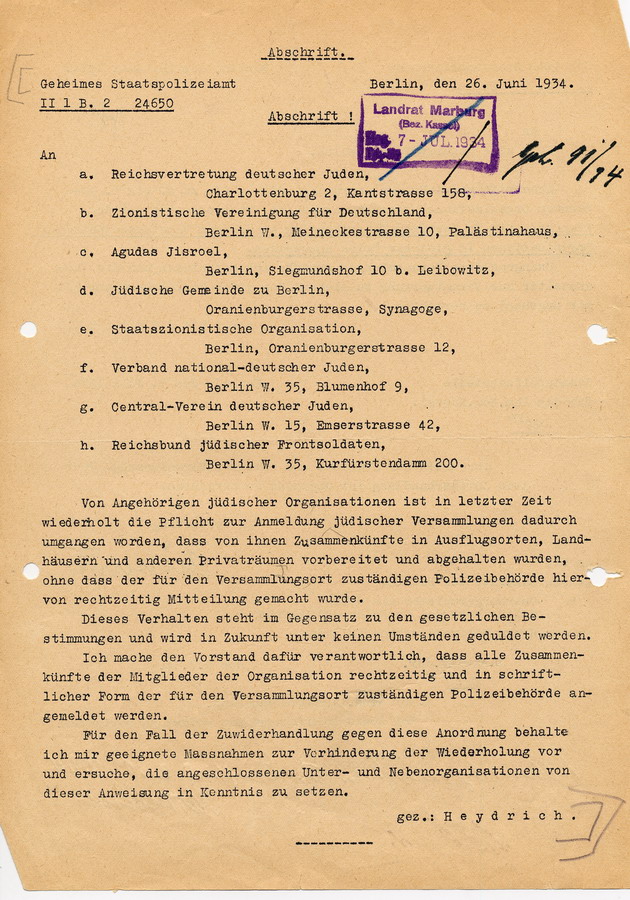 Abschrift.
Geheimes Staatspolizeiamt
Berlin, den 26. Juni 1934.
II 1 B. 2 24650
Abschrift !
Landrat Marburg
(Bez. Kassel)
7 - JUL. 1934
An
a. Reichsvertretung deutscher Juden,
Charlottenburg 2, Kantstrasse 158,
b. Zionistische Vereinigung für Deutschland,
Berlin W., Meineckestrasse 10, Palästinahaus,
c. Agudas Jisroel,
Berlin, Siegmundshof 10 b. Leibowitz,
d. Jüdische Gemeinde zu Berlin,
Oranienburgerstrasse, Synagoge,
e. Staatszionistische Organisation,
Berlin, Oranienburgerstrasse 12,
f. Verband national-deutscher Juden,
Berlin W. 35, Blumenhof 9,
g. Central-Verein deutscher Juden,
Berlin W. 15, Emserstrasse 42,
h. Reichsbund jüdischer Frontsoldaten,
Berlin W. 35, Kurfürstendamm 200.
Von Angehörigen jüdischer Organisationen ist in letzter Zeit
wiederholt die Pflicht zur Anmeldung jüdischer Versammlungen dadurch
umgangen worden, dass von ihnen Zusammenkünfte in Ausflugsorten, Land-
häusern und anderen Privaträumen vorbereitet und abgehalten wurden,
ohne dass der für den Versammlungsort zuständigen Polizeibehörde hier-
von rechtzeitig Mitteilung gemacht wurde.
Dieses Verhalten steht im Gegensatz zu den gesetzlichen Be-
stimmungen und wird in Zukunft unter keinen Umständen geduldet werden.
Ich mache den Vorstand dafür verantwortlich, dass alle Zusammen-
künfte der Mitglieder der Organisation rechtzeitig und in schrift-
licher Form der für den Versammlungsort zuständigen Polizeibehörde an-
gemeldet werden.
Für den Fall der Zuwiderhandlung gegen diese Anordnung behalte
ich mir geeignete Massnahmen zur Verhinderung der Wiederholung vor
und ersuche, die angeschlossenen Unter- und Nebenorganisationen von
dieser Anweisung in Kenntnis zu setzen.
gez.: Heydrich.